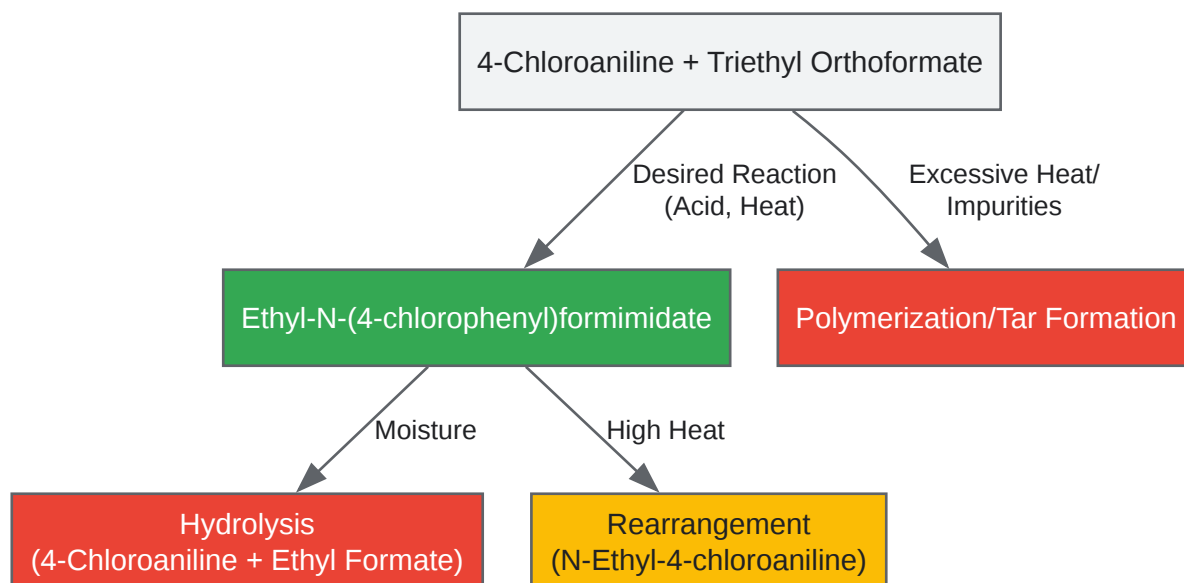 4-Chloroaniline + Triethyl Orthoformate
Desired Reaction
(Acid, Heat)
Excessive Heat/
Impurities
Ethyl-N-(4-chlorophenyl)formimidate
Polymerization/Tar Formation
Moisture
High Heat
Hydrolysis
(4-Chloroaniline + Ethyl Formate)
Rearrangement
(N-Ethyl-4-chloroaniline)